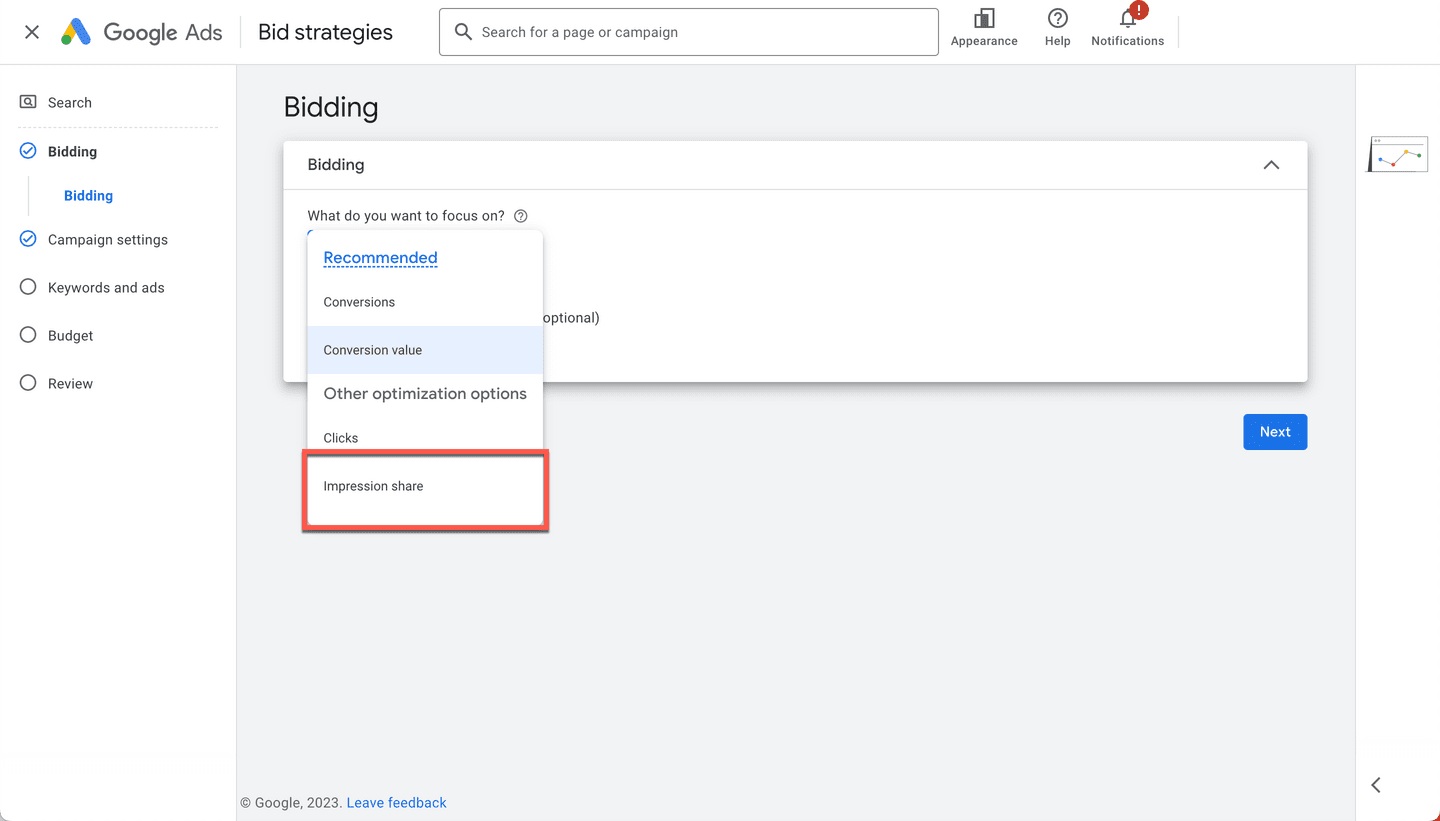 Google Ads
Bid strategies
Search for a page or campaign
Appearance
Help
!
Notifications
Search
Bidding
Bidding
Campaign settings
Keywords and ads
Budget
Review
Bidding
Bidding
What do you want to focus on?
Recommended
Conversions
optional)
Conversion value
Other optimization options
Clicks
Impression share
Next
© Google, 2023. Leave feedback